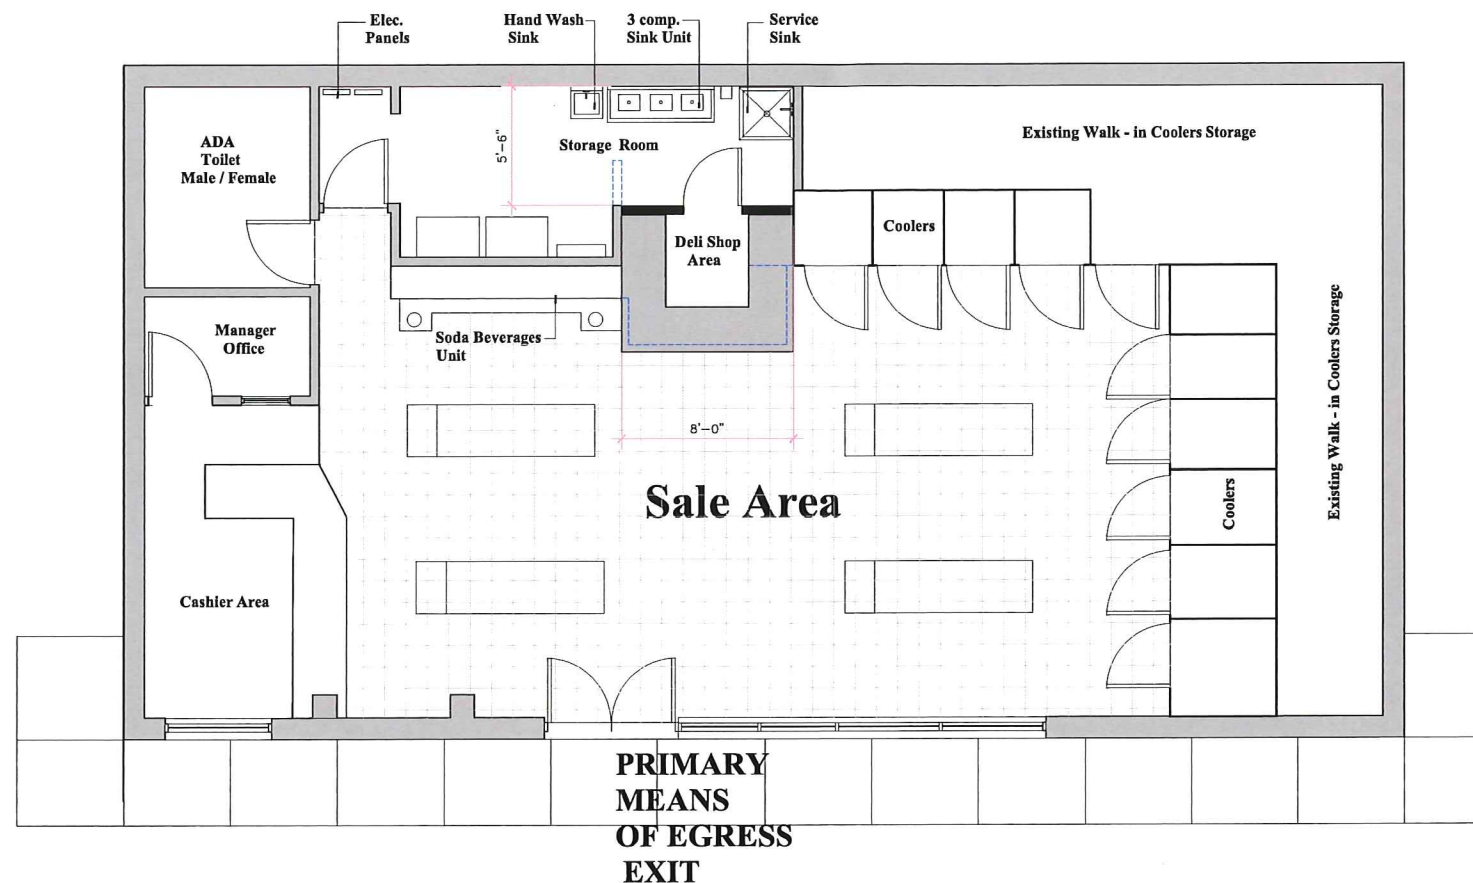 Elec.
Panels
Hand Wash
Sink
3 comp.
Sink Unit
Service
Sink
ADA
Toilet
Male / Female
5'-6"
Storage Room
Existing Walk - in Coolers Storage
Deli Shop
Area
Coolers
Manager
Office
Soda Beverages
Unit
Existing Walk - in Coolers Storage
8'-0"
Sale Area
Coolers
Cashier Area
PRIMARY
MEANS
OF EGRESS
EXIT